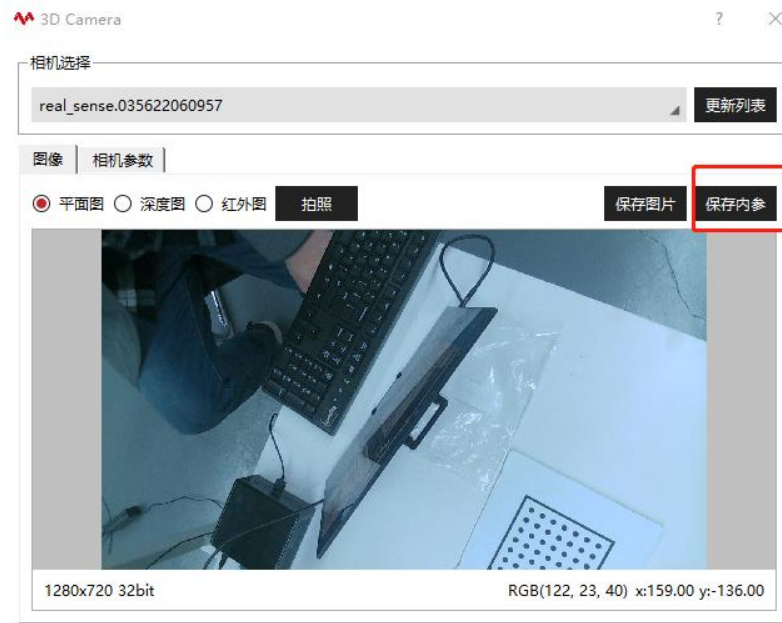 3D Camera
相机选择
real_sense.035622060957
更新列表
图像 相机参数
平面图 深度图 红外图 拍照 保存图片 保存内参
1280x720 32bit RGB(122, 23, 40) x:159.00 y:-136.00